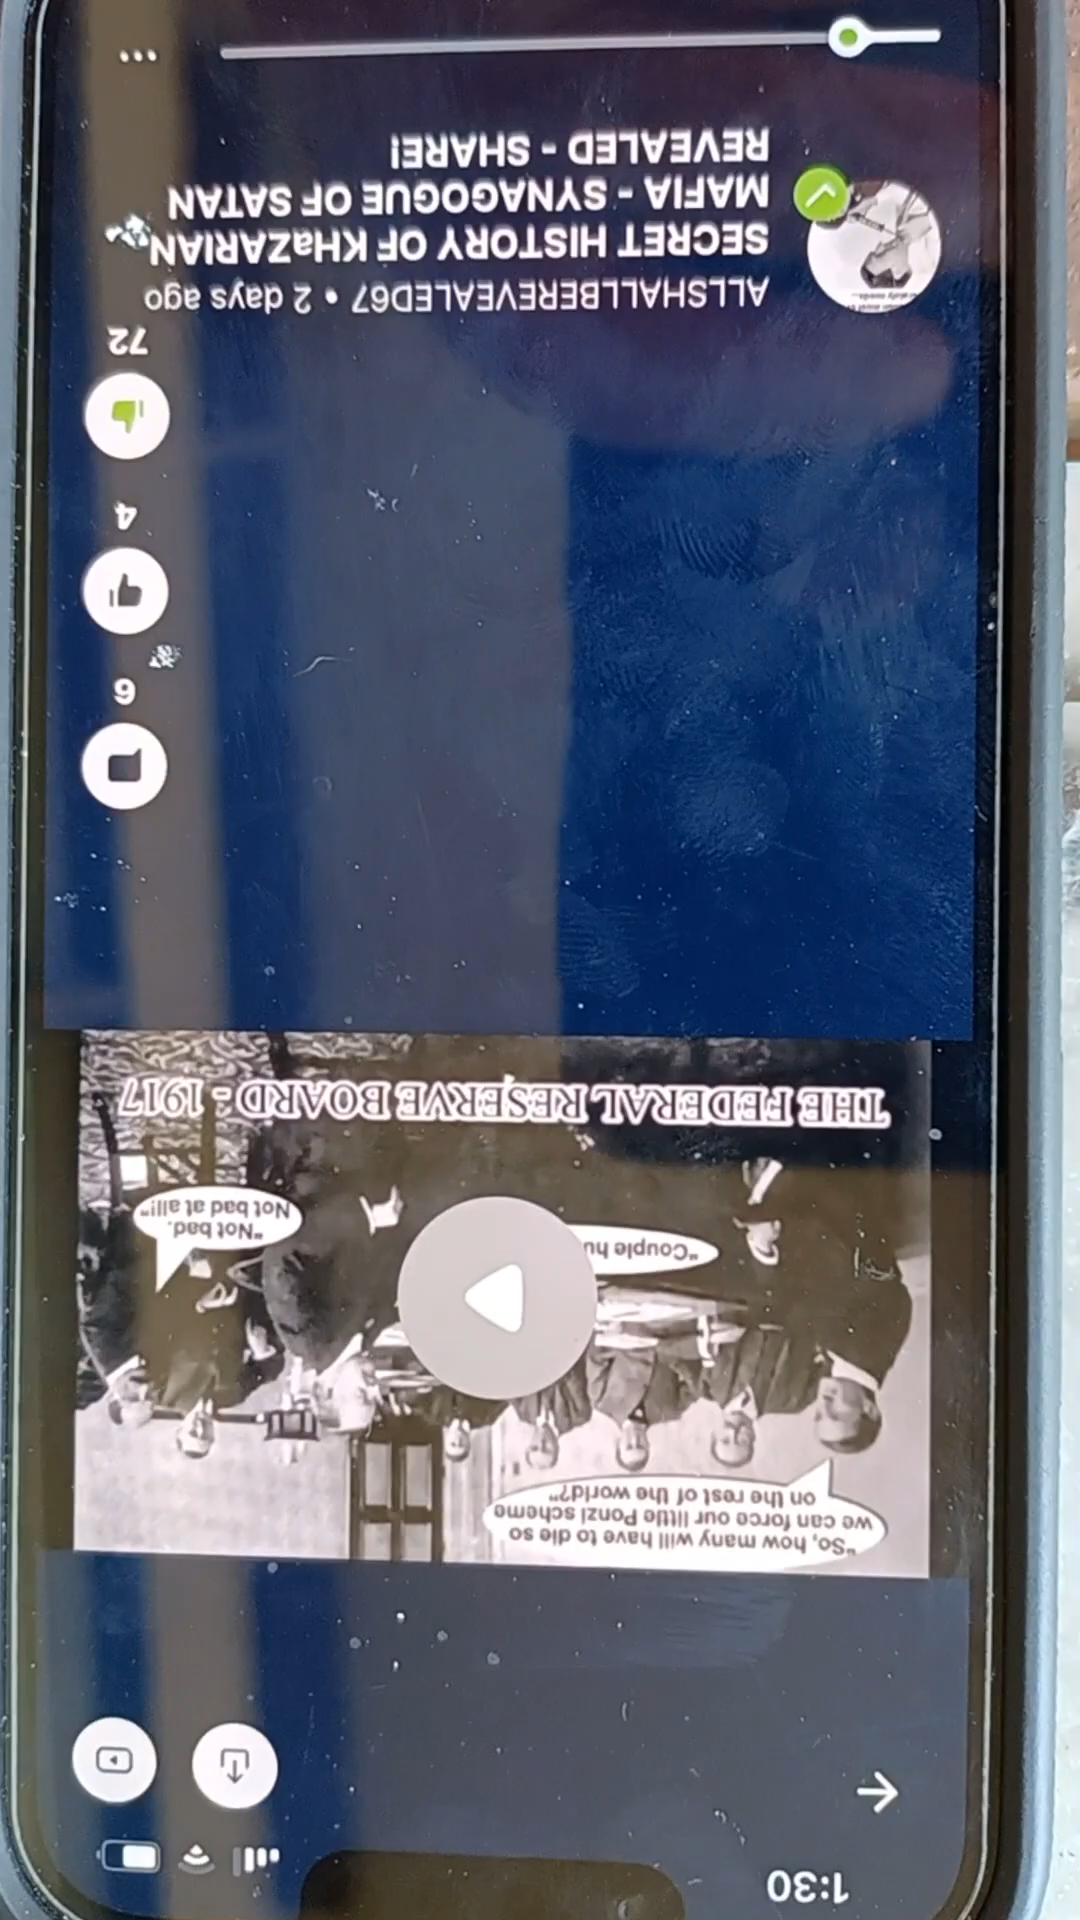 1:30
"So, how many will have to die so
we can force our little Ponzi scheme
on the rest of the world?"
"Couple hu
"Not bad.
Not bad at all!"
THE FEDERAL RESERVE BOARD - 1917
6
4
72
ALLSHALLBEREVEALED67 • 2 days ago
SECRET HISTORY OF KHaZARIAN
MAFIA - SYNAGOGUE OF SATAN
REVEALED - SHARE!